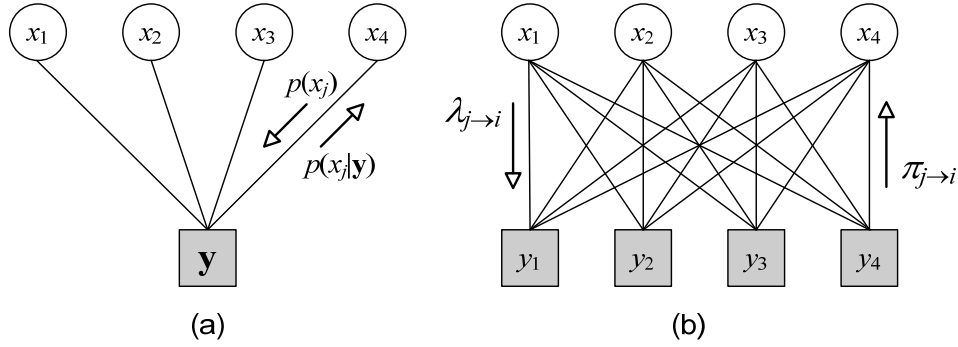 x1 x2 x3 x4
p(xj)
p(xj|y)
y
(a)
x1 x2 x3 x4
λj→i
πj→i
y1 y2 y3 y4
(b)